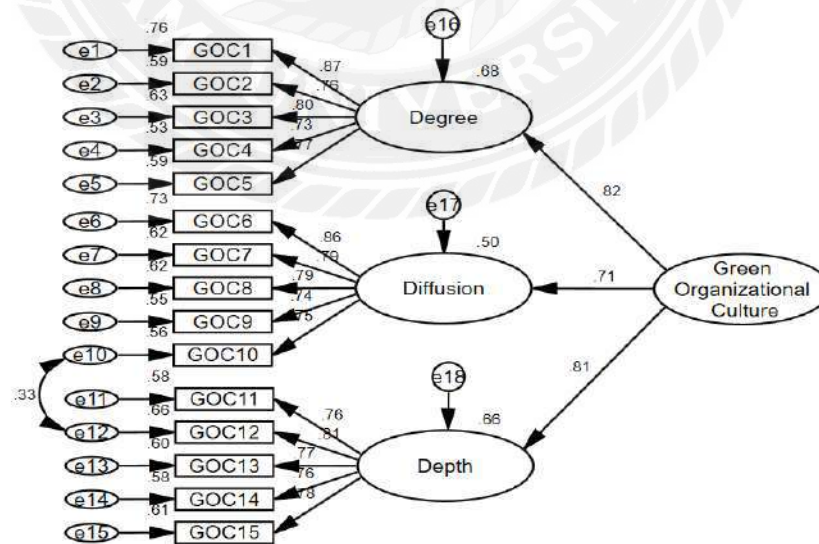 .76
e1 GOC1
.59
e2 GOC2
.63
e3 GOC3
.53
e4 GOC4
.59
e5 GOC5
.87
.76
.80
.73
.77
e16
.68
Degree
.73
e6 GOC6
.62
e7 GOC7
.62
e8 GOC8
.55
e9 GOC9
.56
e10 GOC10
.86
.79
.79
.74
.75
e17
.50
Diffusion
.58
e11 GOC11
.66
e12 GOC12
.60
e13 GOC13
.58
e14 GOC14
.61
e15 GOC15
.33
.76
.81
.77
.76
.78
e18
.66
Depth
.82
.71
.81
Green
Organizational
Culture